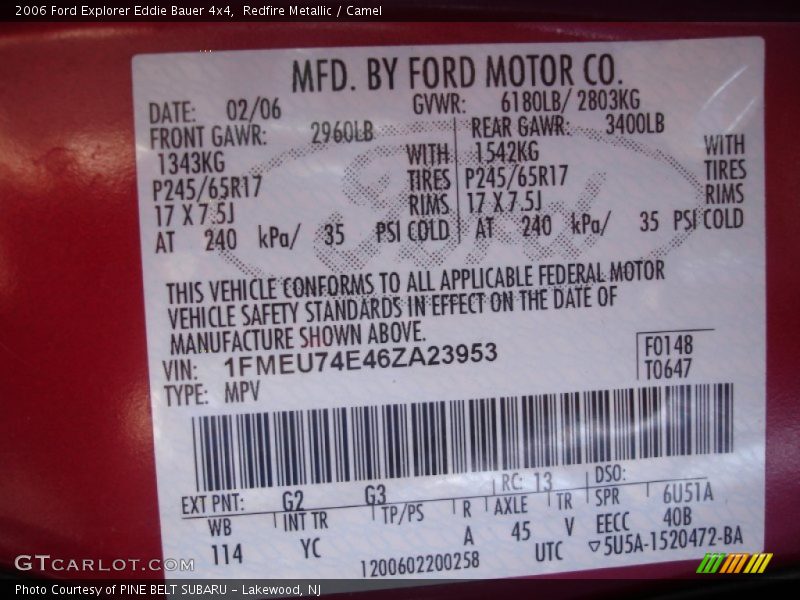 2006 Ford Explorer Eddie Bauer 4x4,  Redfire Metallic / Camel
MFD. BY FORD MOTOR CO.
DATE: 02/06 GVWR: 6180LB/ 2803KG
FRONT GAWR: 2960LB REAR GAWR: 3400LB
1343KG WITH 1542KG WITH
P245/65R17 TIRES P245/65R17 TIRES
17 X 7.5J RIMS 17 X 7.5J RIMS
AT 240 kPa/ 35 PSI COLD AT 240 kPa/ 35 PSI COLD
Ford
THIS VEHICLE CONFORMS TO ALL APPLICABLE FEDERAL MOTOR
VEHICLE SAFETY STANDARDS IN EFFECT ON THE DATE OF
MANUFACTURE SHOWN ABOVE.
VIN: 1FMEU74E46ZA23953 F0148
TYPE: MPV T0647
EXT PNT: G2 G3 RC: 13 DSO:
WB INT TR TP/PS R AXLE TR SPR 6U51A
114 YC A 45 V EECC 40B
1200602200258 UTC ▽5U5A-1520472-BA
GTCARLOT.COM
Photo Courtesy of PINE BELT SUBARU - Lakewood, NJ